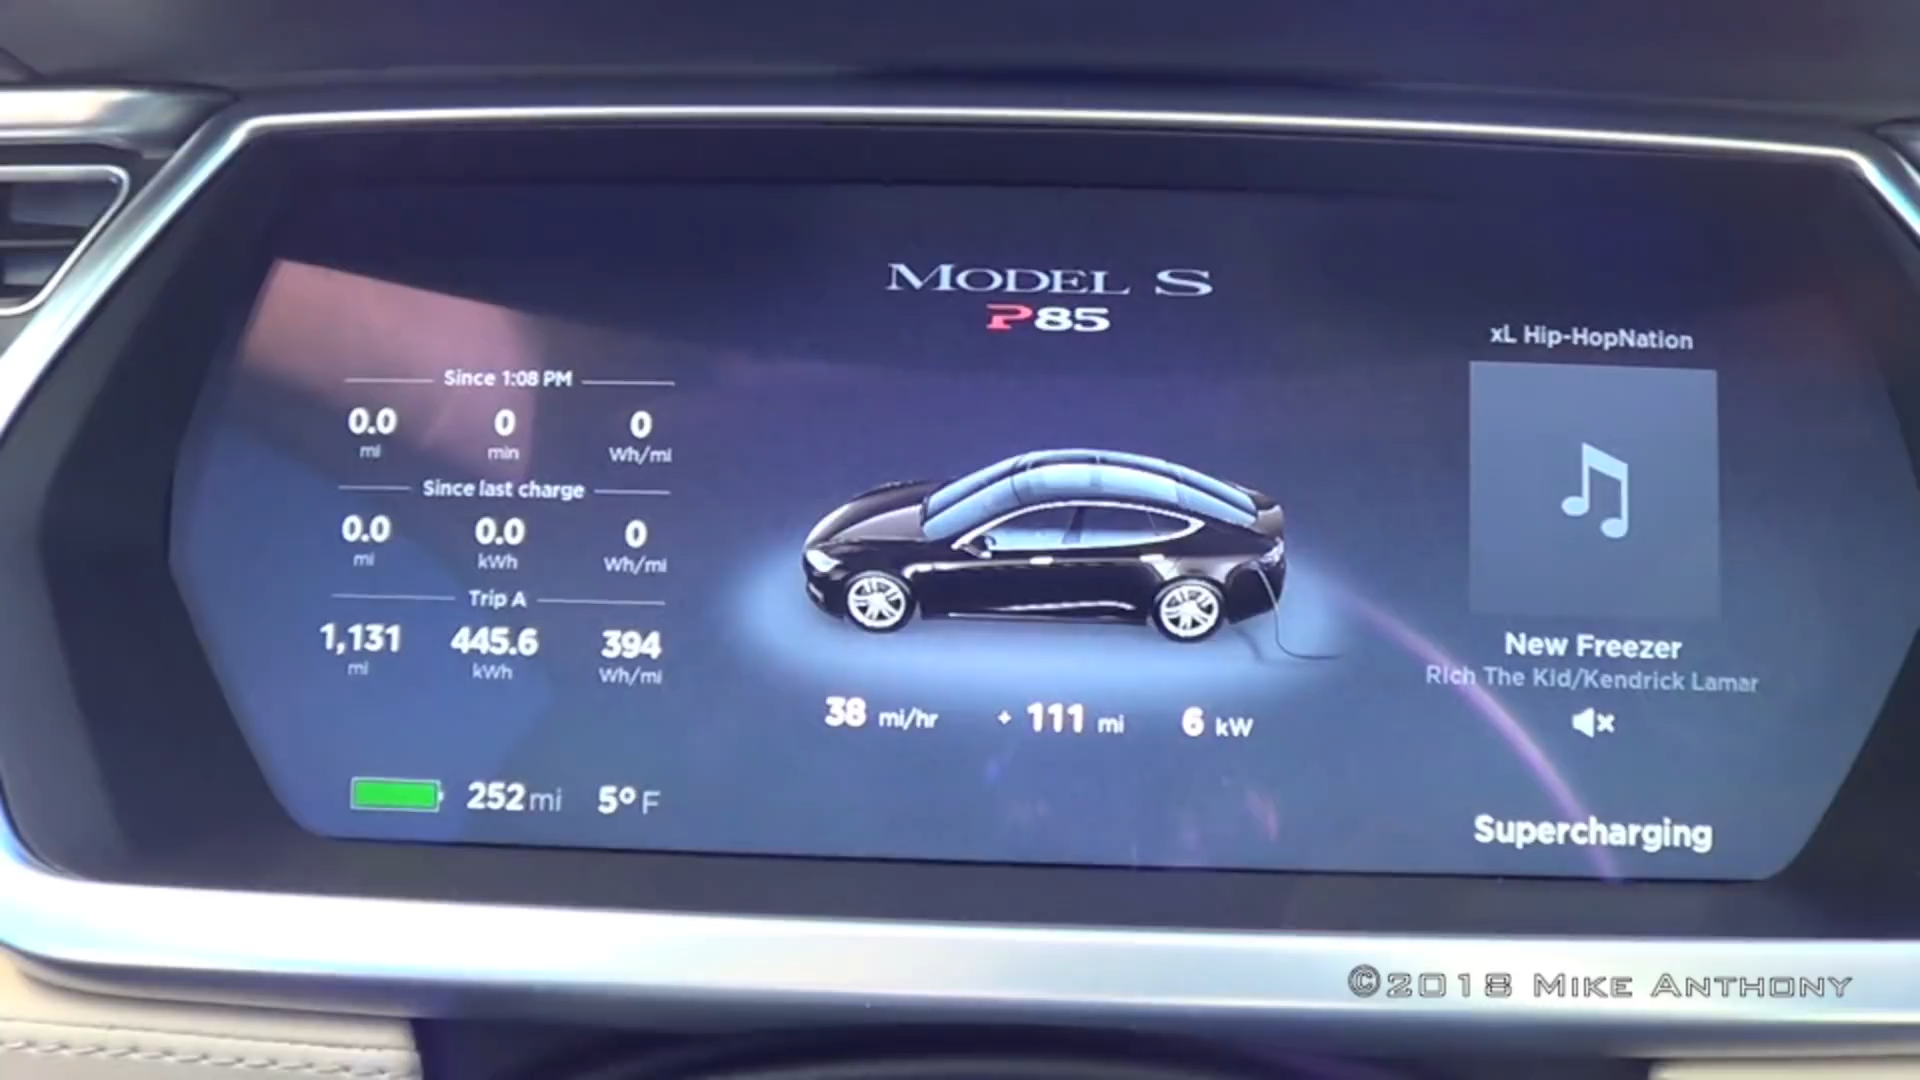 MODEL S
P85
Since 1:08 PM
0.0 0 0
mi min Wh/mi
Since last charge
0.0 0.0 0
mi kWh Wh/mi
Trip A
1,131 445.6 394
mi kWh Wh/mi
252 mi 5° F
38 mi/hr + 111 mi 6 kW
xL Hip-HopNation
New Freezer
Rich The Kid/Kendrick Lamar
Supercharging
©2018 MIKE ANTHONY